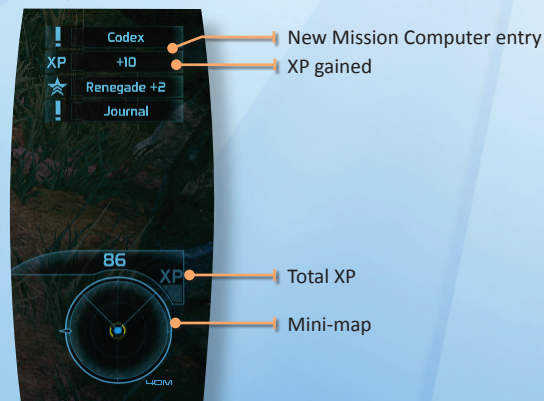 ! Codex
New Mission Computer entry
XP +10
XP gained
Renegade +2
! Journal
86
XP
Total XP
Mini-map
40M